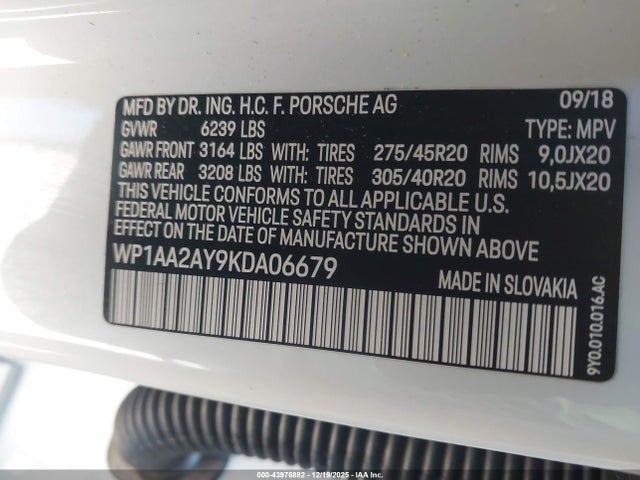 MFD BY DR. ING. H.C. F. PORSCHE AG 09/18
GVWR 6239 LBS TYPE: MPV
GAWR FRONT 3164 LBS WITH: TIRES 275/45R20 RIMS 9,0JX20
GAWR REAR 3208 LBS WITH: TIRES 305/40R20 RIMS 10,5JX20
THIS VEHICLE CONFORMS TO ALL APPLICABLE U.S.
FEDERAL MOTOR VEHICLE SAFETY STANDARDS IN
EFFECT ON THE DATE OF MANUFACTURE SHOWN ABOVE
WP1AA2AY9KDA06679 MADE IN SLOVAKIA
9Y0.010.016.AC
000-43976882 - 12/19/2025 - IAA Inc.